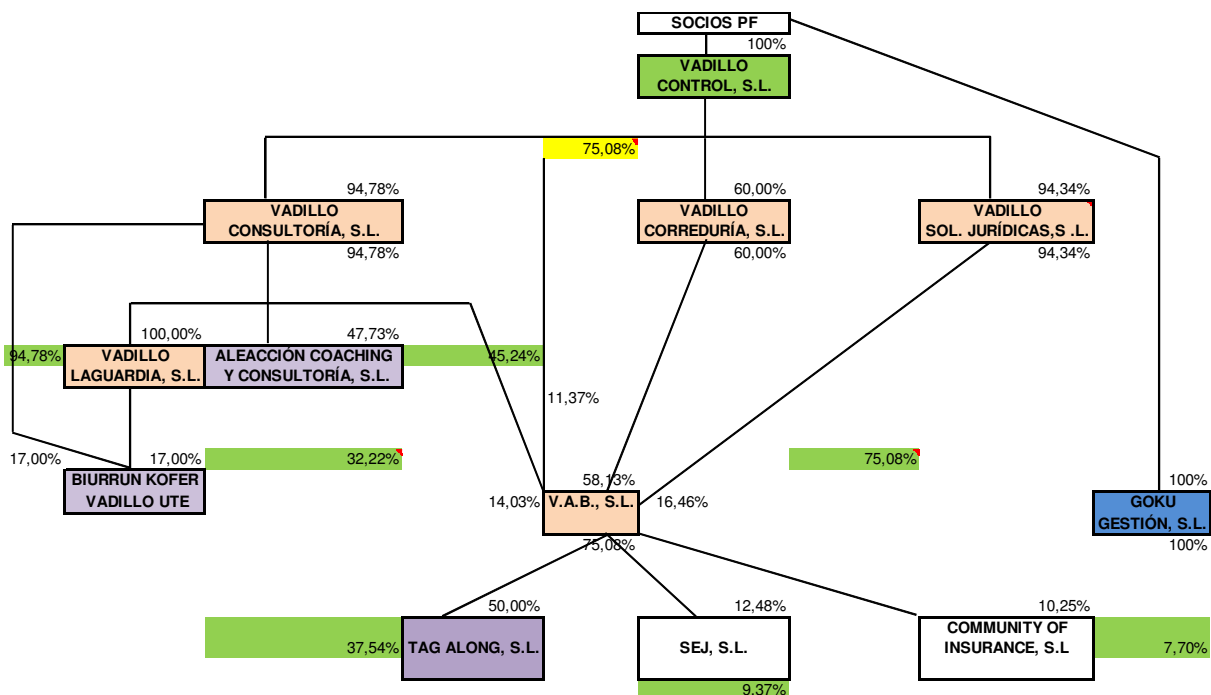 SOCIOS PF
100%
VADILLO
CONTROL, S.L.
75,08%
94,78%
60,00%
94,34%
VADILLO
CONSULTORÍA, S.L.
VADILLO
CORREDURÍA, S.L.
VADILLO
SOL. JURÍDICAS,S .L.
94,78%
60,00%
94,34%
100,00%
47,73%
94,78%
VADILLO
LAGUARDIA, S.L.
ALEACCIÓN COACHING
Y CONSULTORÍA, S.L.
45,24%
11,37%
17,00%
17,00%
32,22%
75,08%
BIURRUN KOFER
VADILLO UTE
58,13%
14,03%
V.A.B., S.L.
16,46%
75,08%
100%
GOKU
GESTIÓN, S.L.
100%
50,00%
12,48%
10,25%
37,54%
TAG ALONG, S.L.
SEJ, S.L.
COMMUNITY OF
INSURANCE, S.L
7,70%
9,37%